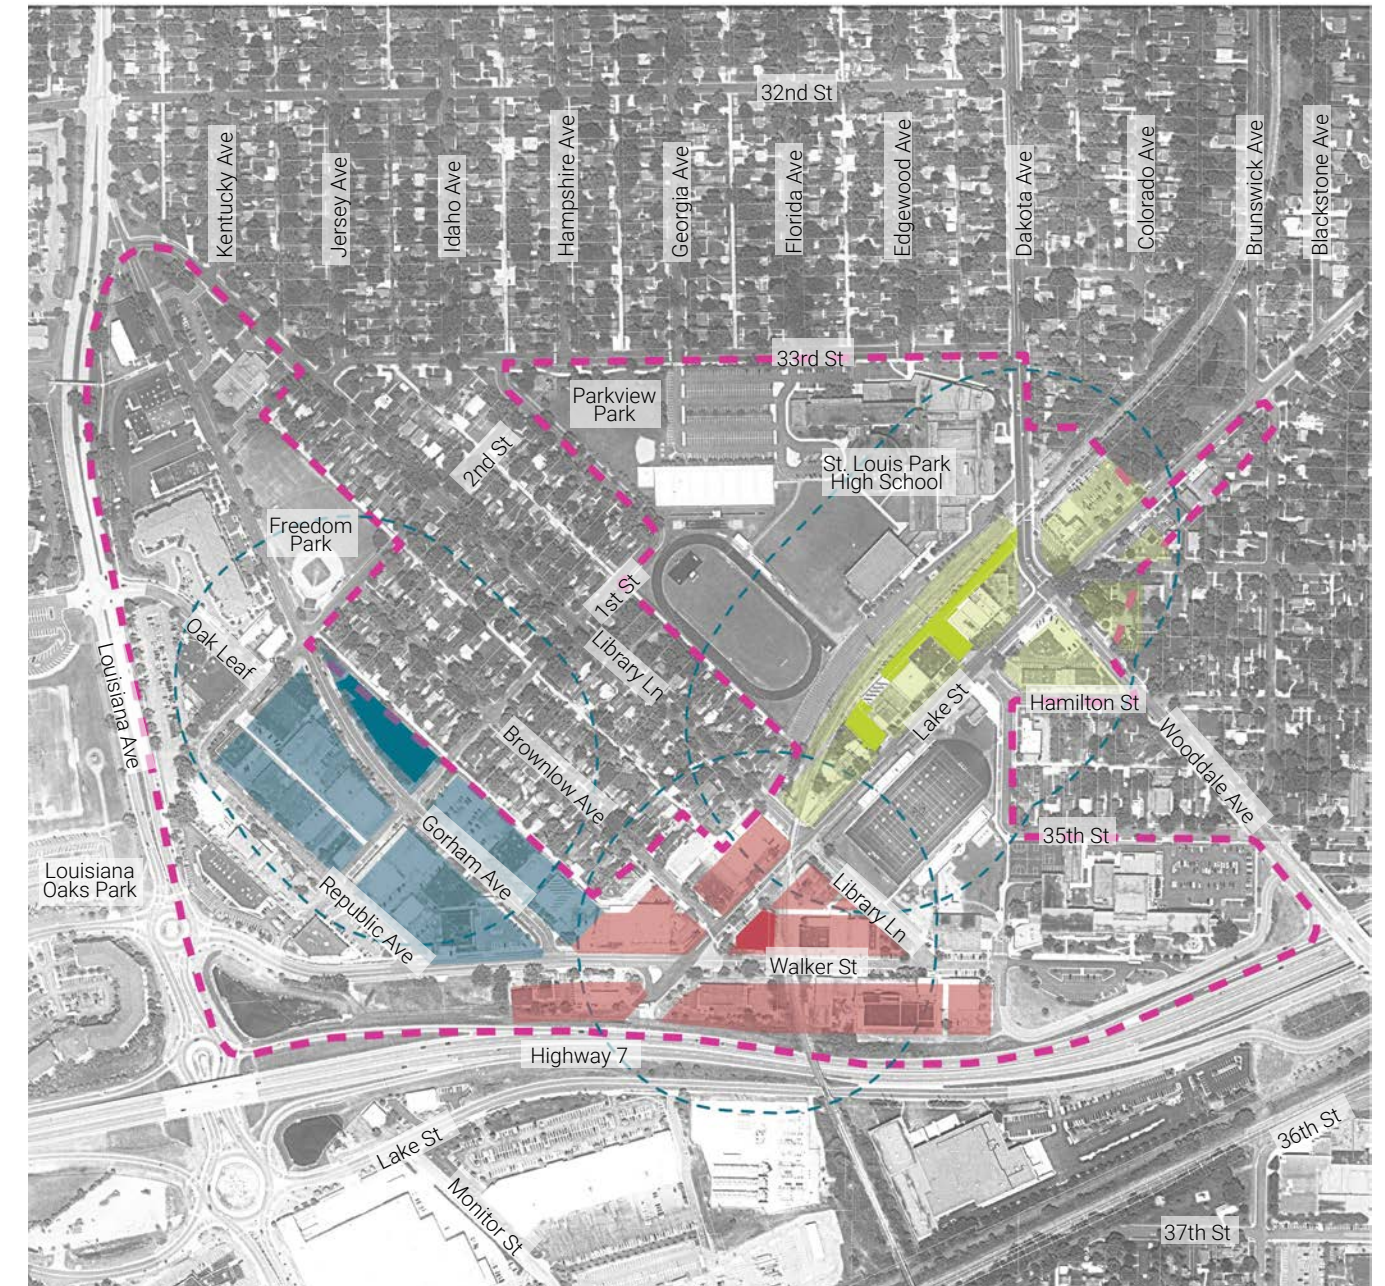 32nd St
Kentucky Ave
Jersey Ave
Idaho Ave
Hampshire Ave
Georgia Ave
Florida Ave
Edgewood Ave
Dakota Ave
Colorado Ave
Brunswick Ave
Blackstone Ave
33rd St
Parkview
Park
2nd St
St. Louis Park
High School
Freedom
Park
1st St
Oak Leaf
Library Ln
Louisiana Ave
Lake St
Hamilton St
Brownlow Ave
Wooddale Ave
35th St
Gorham Ave
Louisiana
Oaks Park
Republic Ave
Library Ln
Walker St
Highway 7
Lake St
Monitor St
36th St
37th St